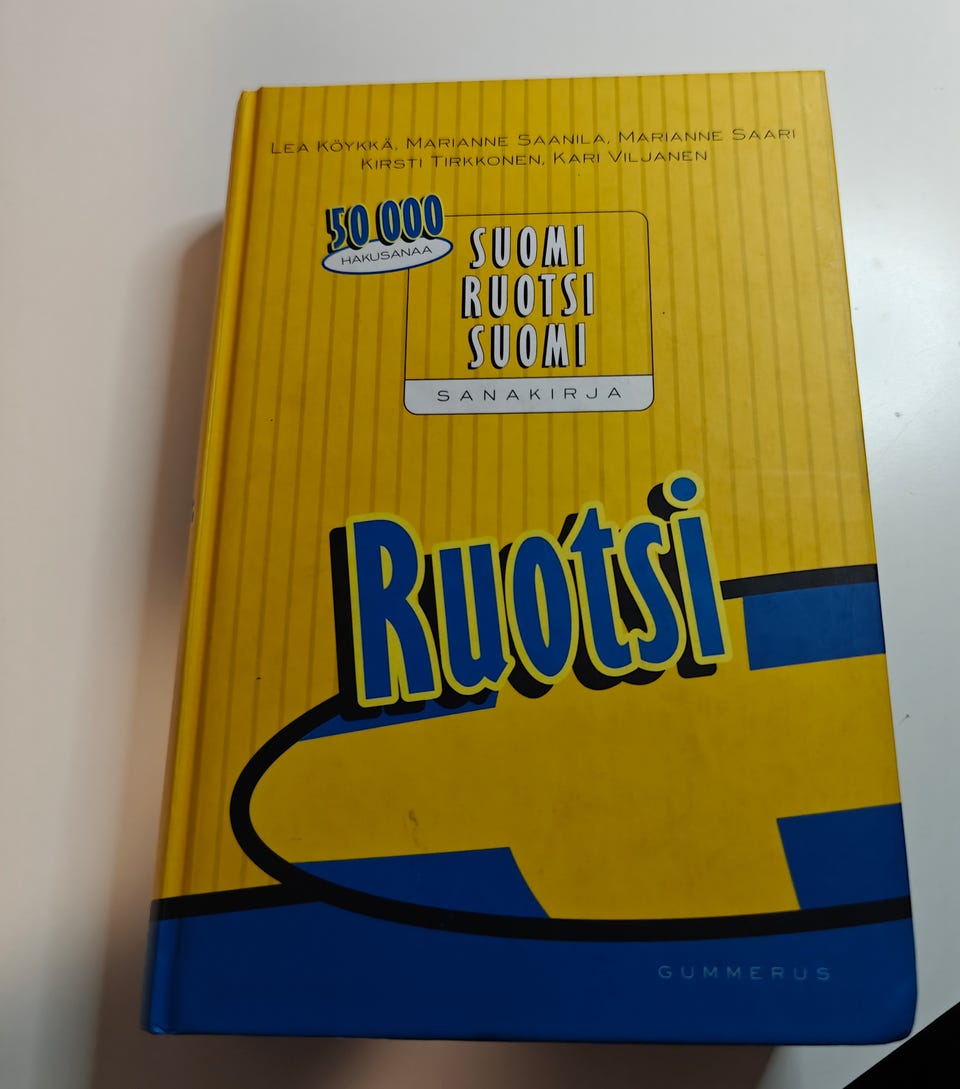 LEA KÖYKKÄ, MARIANNE SAANILA, MARIANNE SAARI
KIRSTI TIRKKONEN, KARI VILJANEN
50 000
HAKUSANAA
SUOMI
RUOTSI
SUOMI
SANAKIRJA
Ruotsi
GUMMERUS